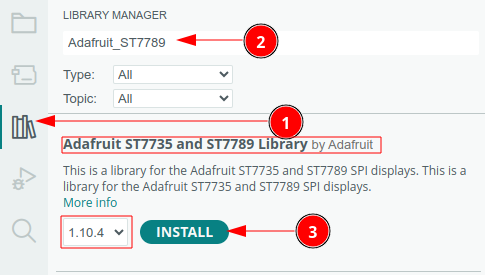 LIBRARY MANAGER
Adafruit_ST7789
2
Type: All
Topic: All
1
Adafruit ST7735 and ST7789 Library by Adafruit
This is a library for the Adafruit ST7735 and ST7789 SPI displays. This is a
library for the Adafruit ST7735 and ST7789 SPI displays.
More info
1.10.4 INSTALL 3